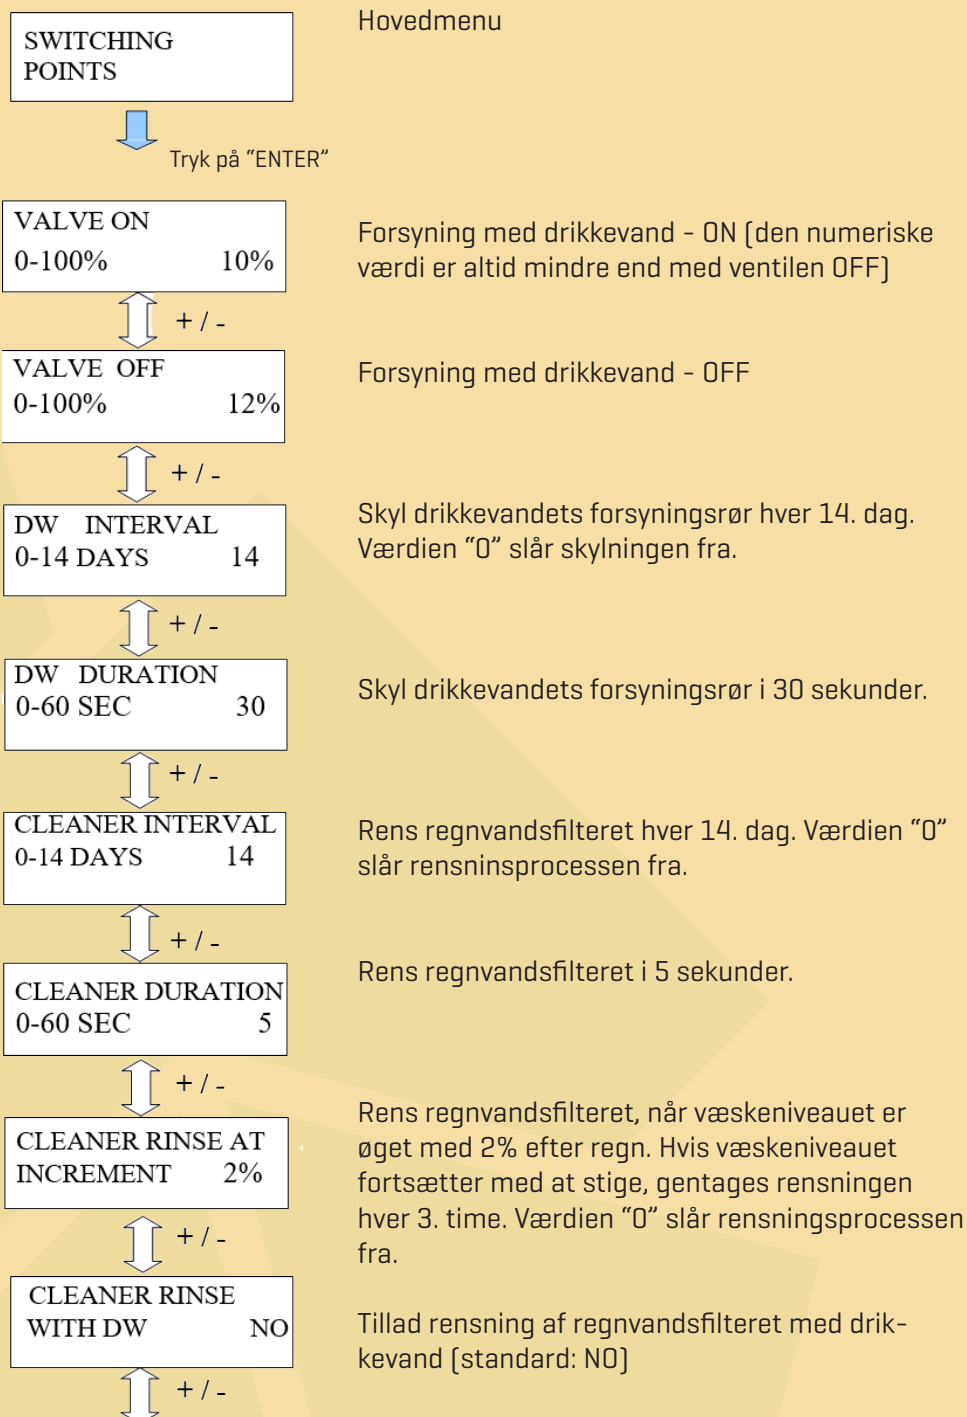 SWITCHING
POINTS
Hovedmenu
Tryk på “ENTER”
VALVE ON
0-100% 10%
Forsyning med drikkevand - ON (den numeriske
værdi er altid mindre end med ventilen OFF)
+ / -
VALVE OFF
0-100% 12%
Forsyning med drikkevand - OFF
+ / -
DW INTERVAL
0-14 DAYS 14
Skyl drikkevandets forsyningsrør hver 14. dag.
Værdien “0” slår skylningen fra.
+ / -
DW DURATION
0-60 SEC 30
Skyl drikkevandets forsyningsrør i 30 sekunder.
+ / -
CLEANER INTERVAL
0-14 DAYS 14
Rens regnvandsfilteret hver 14. dag. Værdien “0”
slår rensninsprocessen fra.
+ / -
CLEANER DURATION
0-60 SEC 5
Rens regnvandsfilteret i 5 sekunder.
+ / -
CLEANER RINSE AT
INCREMENT 2%
Rens regnvandsfilteret, når væskeniveauet er
øget med 2% efter regn. Hvis væskeniveauet
fortsætter med at stige, gentages rensningen
hver 3. time. Værdien “0” slår rensningsprocessen
fra.
+ / -
CLEANER RINSE
WITH DW NO
Tillad rensning af regnvandsfilteret med drik-
kevand (standard: NO)
+ / -